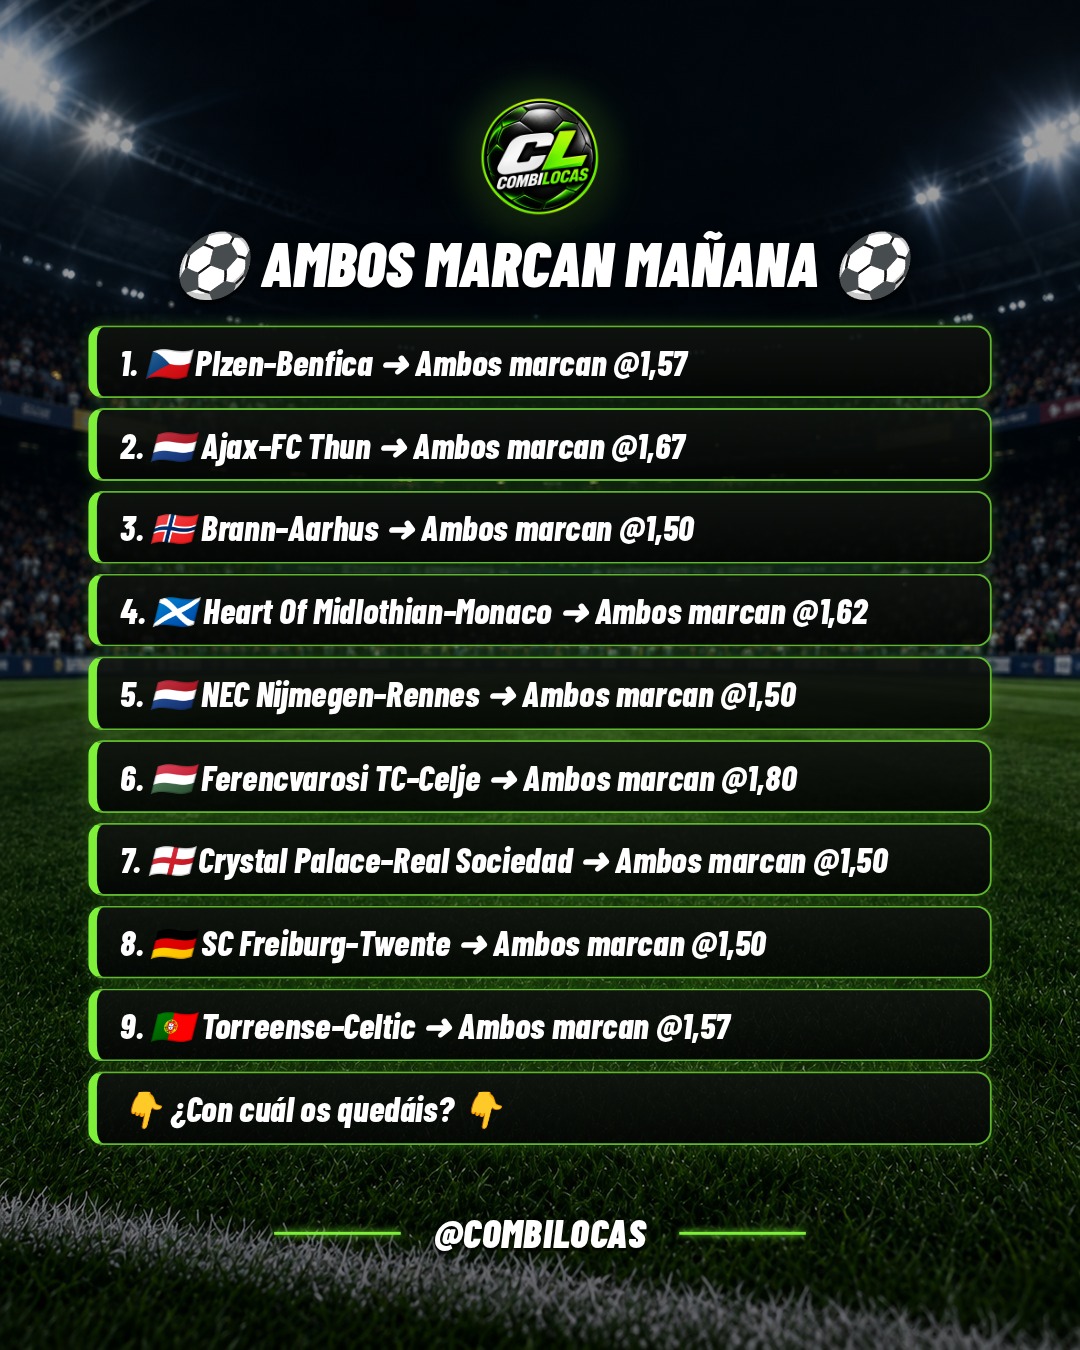 CL
COMBILOCAS
⚽ AMBOS MARCAN MAÑANA ⚽
1. 🇨🇿 Plzen-Benfica ➜ Ambos marcan @1,57
2. 🇳🇱 Ajax-FC Thun ➜ Ambos marcan @1,67
3. 🇳🇴 Brann-Aarhus ➜ Ambos marcan @1,50
4. 🏴󠁧󠁢󠁳󠁣󠁴󠁿 Heart Of Midlothian-Monaco ➜ Ambos marcan @1,62
5. 🇳🇱 NEC Nijmegen-Rennes ➜ Ambos marcan @1,50
6. 🇭🇺 Ferencvarosi TC-Celje ➜ Ambos marcan @1,80
7. 🏴󠁧󠁢󠁥󠁮󠁧󠁿 Crystal Palace-Real Sociedad ➜ Ambos marcan @1,50
8. 🇩🇪 SC Freiburg-Twente ➜ Ambos marcan @1,50
9. 🇵🇹 Torreense-Celtic ➜ Ambos marcan @1,57
👇 ¿Con cuál os quedáis? 👇
@COMBILOCAS